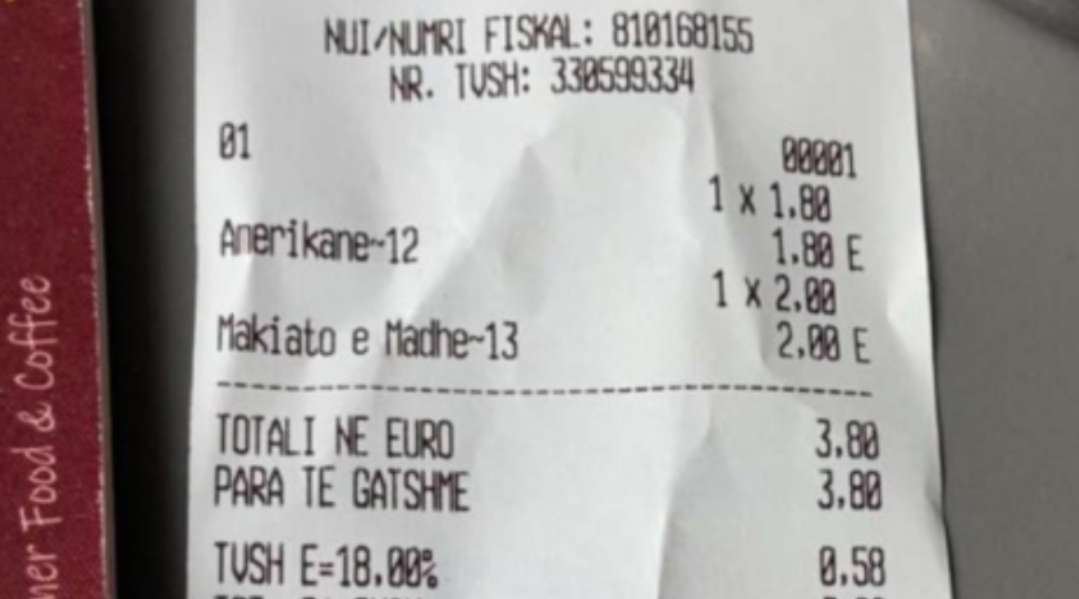 NUI/NUMRI FISKAL: 810168155
NR. TVSH: 330599334
01 00001
1 x 1.80
Amerikane~12 1.80 E
1 x 2.00
Makiato e Madhe~13 2.00 E
--------------------------------
TOTALI NE EURO 3.80
PARA TE GATSHME 3.80
TVSH E=18.00% 0.58
Food & Coffee